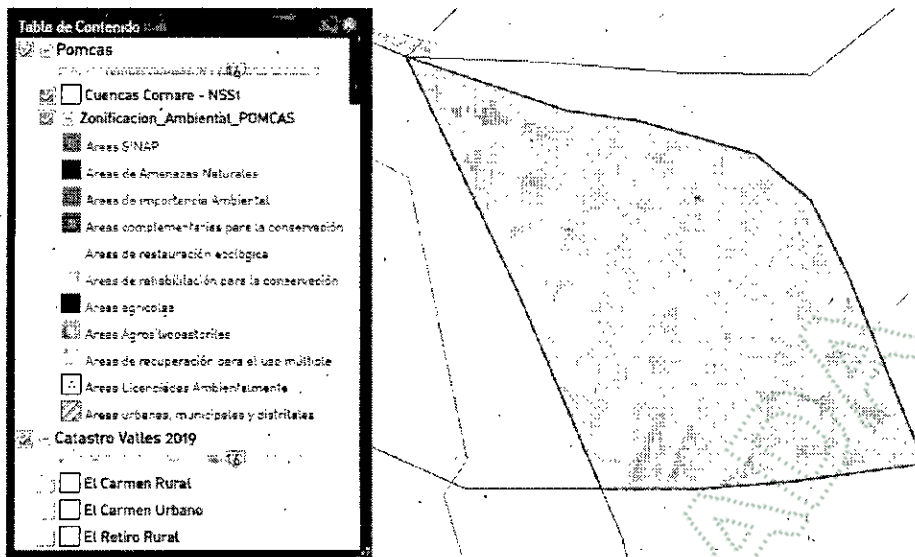 Tabla de Contenido
Pomcas
Cuencas Cornare - NSS1
Zonificacion_Ambiental_POMCAS
Areas SINAP
Areas de Amenazas Naturales
Areas de importancia Ambiental
Areas complementarias para la conservación
Areas de restauración ecológica
Areas de rehabilitación para la conservación
Areas agrícolas
Areas Agrosilvopastoriles
Areas de recuperación para el uso múltiple
Areas Licenciadas Ambientalmente
Areas urbanas, municipales y distritales
Catastro Valles 2019
El Carmen Rural
El Carmen Urbano
El Retiro Rural